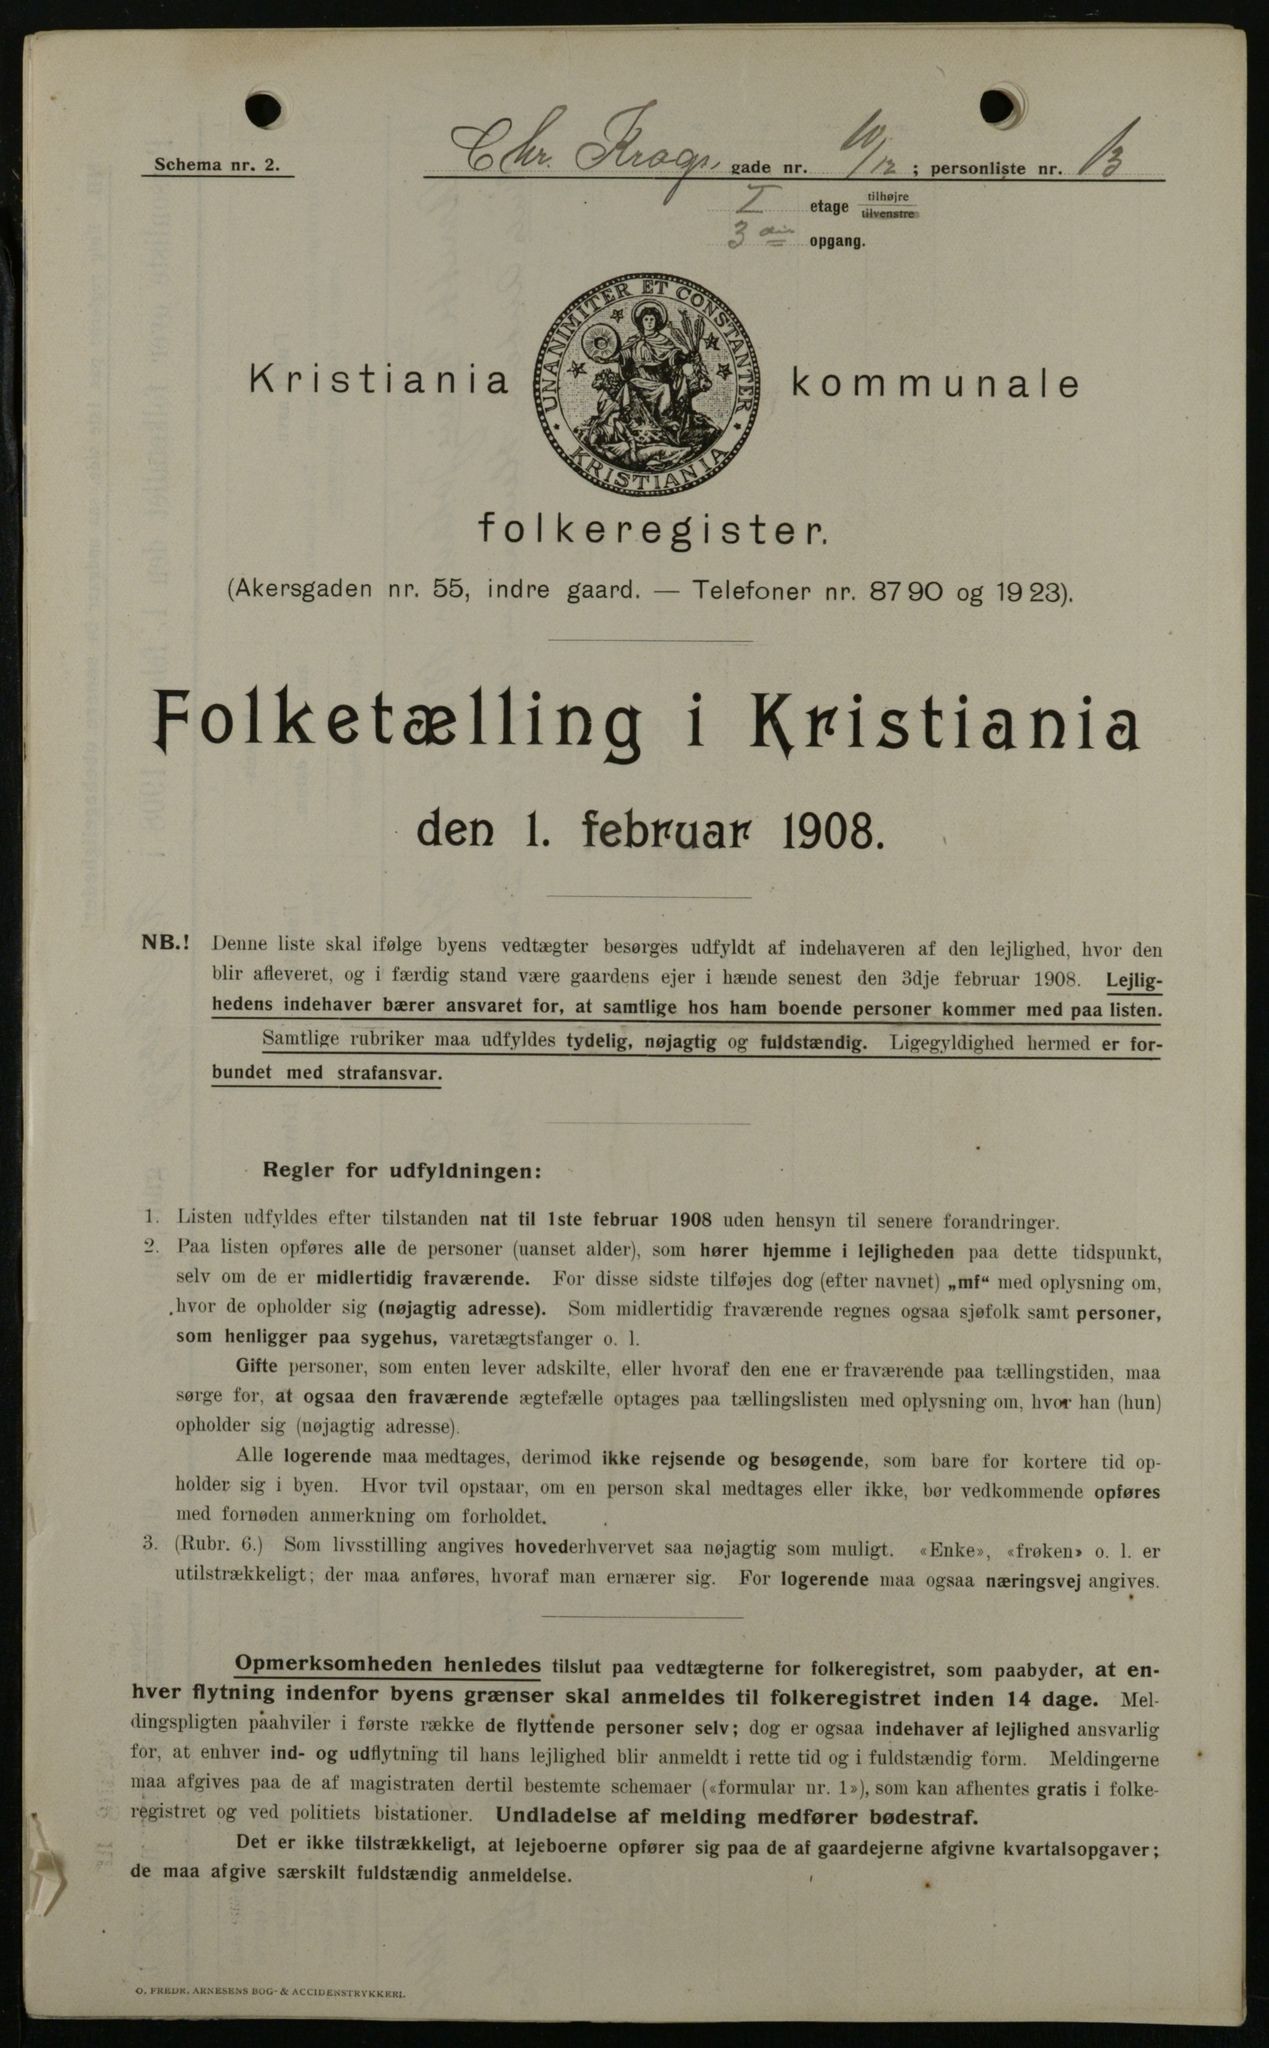 Schema nr. 2.
Chr. Krogs gade nr. 10/12 ; personliste nr. 13
I etage tilhøjre
tilvenstre
3 opgang.
UNANIMITER ET CONSTANTER
KRISTIANIA
Kristiania kommunale
folkeregister.
(Akersgaden nr. 55, indre gaard. — Telefoner nr. 87 90 og 19 23).
Folketælling i Kristiania
den 1. februar 1908.
NB.! Denne liste skal ifølge byens vedtægter besørges udfyldt af indehaveren af den lejlighed, hvor den
blir afleveret, og i færdig stand være gaardens ejer i hænde senest den 3dje februar 1908. Lejlig-
hedens indehaver bærer ansvaret for, at samtlige hos ham boende personer kommer med paa listen.
Samtlige rubriker maa udfyldes tydelig, nøjagtig og fuldstændig. Ligegyldighed hermed er for-
bundet med strafansvar.
Regler for udfyldningen:
1. Listen udfyldes efter tilstanden nat til 1ste februar 1908 uden hensyn til senere forandringer.
2. Paa listen opføres alle de personer (uanset alder), som hører hjemme i lejligheden paa dette tidspunkt,
selv om de er midlertidig fraværende. For disse sidste tilføjes dog (efter navnet) „mf“ med oplysning om,
hvor de opholder sig (nøjagtig adresse). Som midlertidig fraværende regnes ogsaa sjøfolk samt personer,
som henligger paa sygehus, varetægtsfanger o. l.
Gifte personer, som enten lever adskilte, eller hvoraf den ene er fraværende paa tællingstiden, maa
sørge for, at ogsaa den fraværende ægtefælle optages paa tællingslisten med oplysning om, hvor han (hun)
opholder sig (nøjagtig adresse).
Alle logerende maa medtages, derimod ikke rejsende og besøgende, som bare for kortere tid op-
holder sig i byen. Hvor tvil opstaar, om en person skal medtages eller ikke, bør vedkommende opføres
med fornøden anmerkning om forholdet.
3. (Rubr. 6.) Som livsstilling angives hovederhvervet saa nøjagtig som muligt. «Enke», «frøken» o. l. er
utilstrækkeligt; der maa anføres, hvoraf man ernærer sig. For logerende maa ogsaa næringsvej angives.
Opmerksomheden henledes tilslut paa vedtægterne for folkeregistret, som paabyder, at en-
hver flytning indenfor byens grænser skal anmeldes til folkeregistret inden 14 dage. Mel-
dingspligten paahviler i første række de flyttende personer selv; dog er ogsaa indehaver af lejlighed ansvarlig
for, at enhver ind- og udflytning til hans lejlighed blir anmeldt i rette tid og i fuldstændig form. Meldingerne
maa afgives paa de af magistraten dertil bestemte schemaer («formular nr. 1»), som kan afhentes gratis i folke-
registret og ved politiets bistationer. Undladelse af melding medfører bødestraf.
Det er ikke tilstrækkeligt, at lejeboerne opfører sig paa de af gaardejerne afgivne kvartalsopgaver;
de maa afgive særskilt fuldstændig anmeldelse.
O. FREDR. ARNESENS BOG- & ACCIDENSTRYKKERI.